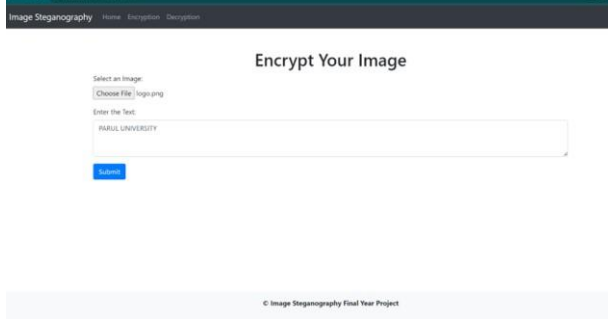 Image Steganography Home Encryption Decryption
Encrypt Your Image
Select an Image:
Choose File logo.png
Enter the Text:
PARUL UNIVERSITY
Submit
© Image Steganography Final Year Project